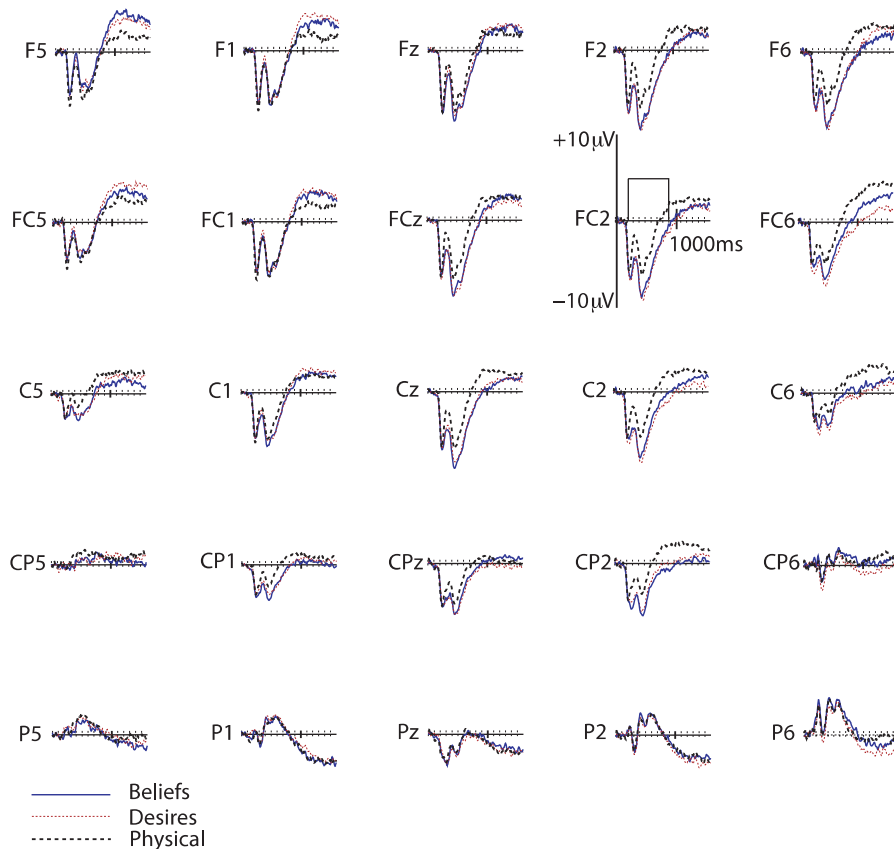 F5 F1 Fz F2 F6
+10μV
FC5 FC1 FCz FC2 FC6
1000ms
−10μV
C5 C1 Cz C2 C6
CP5 CP1 CPz CP2 CP6
P5 P1 Pz P2 P6
Beliefs
Desires
Physical